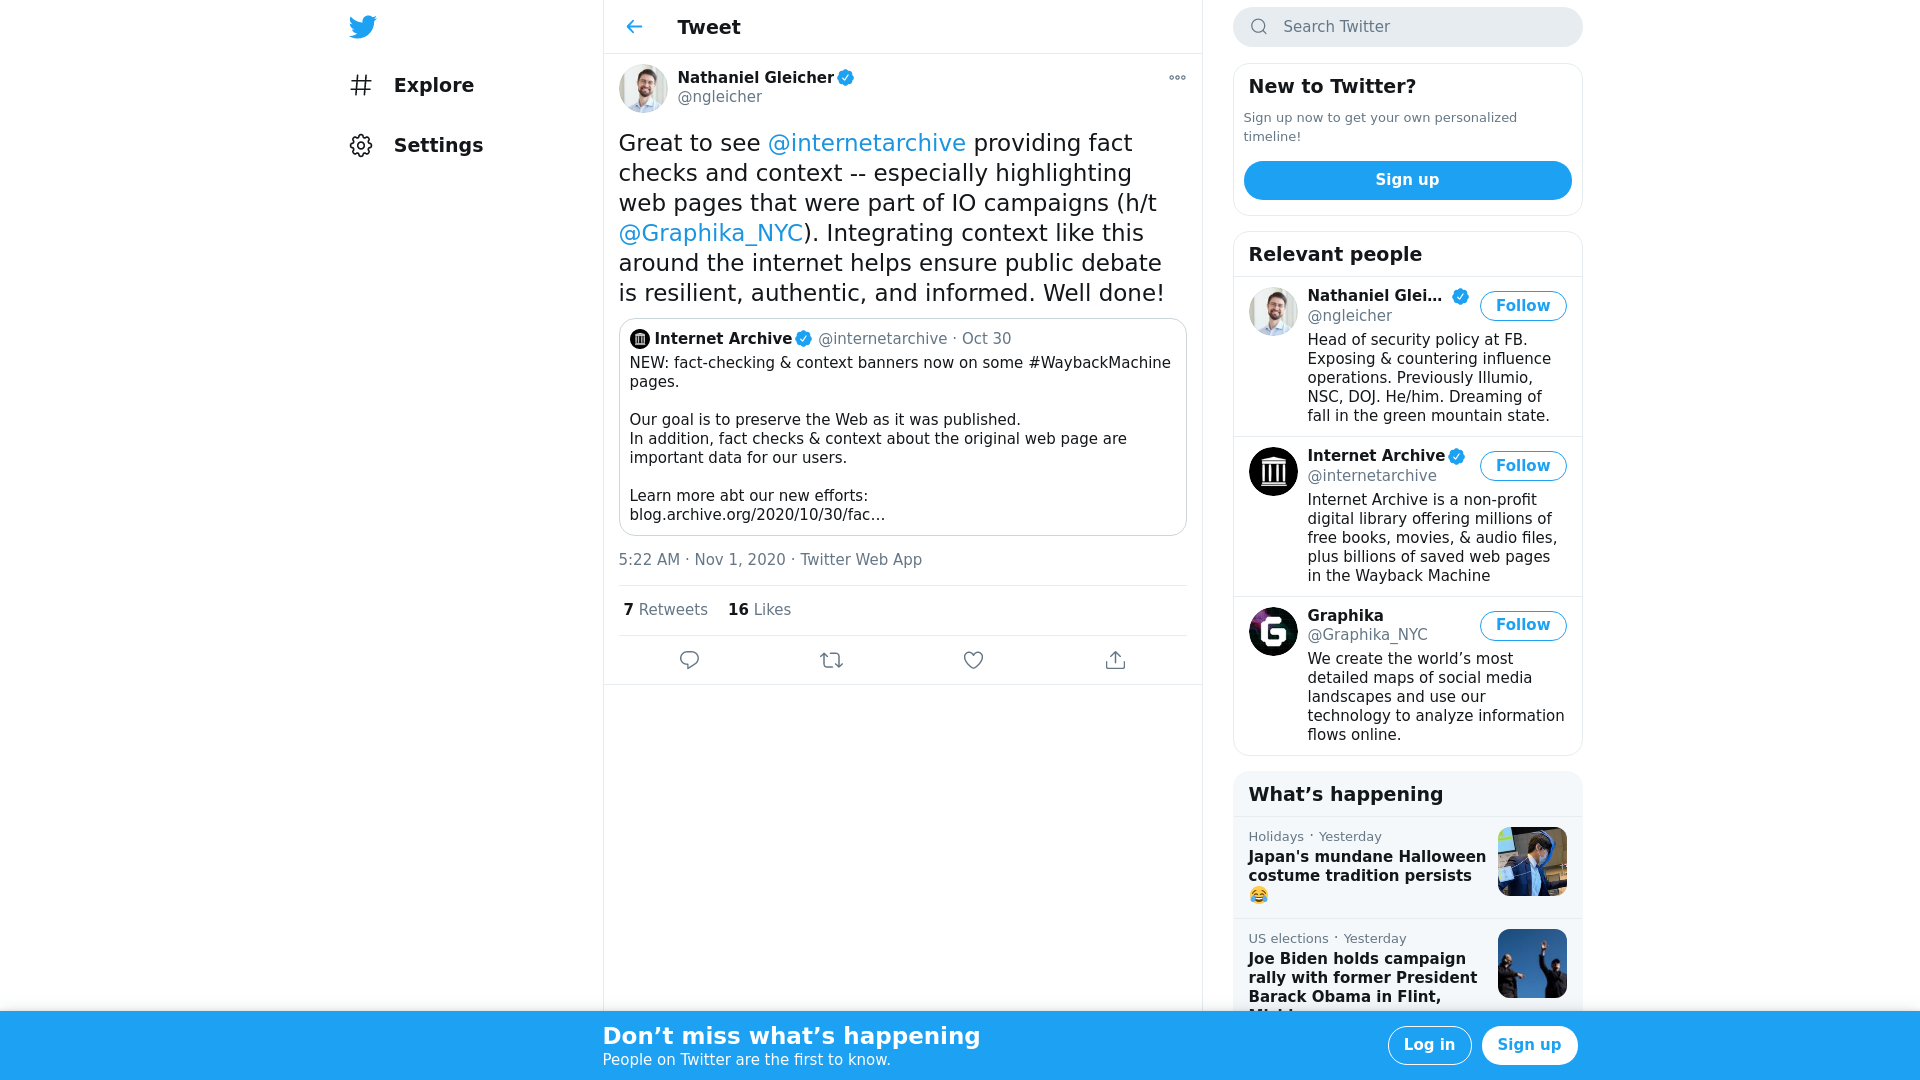 Explore
Settings
Tweet
Nathaniel Gleicher
@ngleicher
Great to see @internetarchive providing fact
checks and context -- especially highlighting
web pages that were part of IO campaigns (h/t
@Graphika_NYC). Integrating context like this
around the internet helps ensure public debate
is resilient, authentic, and informed. Well done!
Internet Archive @internetarchive · Oct 30
NEW: fact-checking & context banners now on some #WaybackMachine
pages.
Our goal is to preserve the Web as it was published.
In addition, fact checks & context about the original web page are
important data for our users.
Learn more abt our new efforts:
blog.archive.org/2020/10/30/fac…
5:22 AM · Nov 1, 2020 · Twitter Web App
7 Retweets 16 Likes
Search Twitter
New to Twitter?
Sign up now to get your own personalized
timeline!
Sign up
Relevant people
Nathaniel Glei…
@ngleicher
Follow
Head of security policy at FB.
Exposing & countering influence
operations. Previously Illumio,
NSC, DOJ. He/him. Dreaming of
fall in the green mountain state.
Internet Archive
@internetarchive
Follow
Internet Archive is a non-profit
digital library offering millions of
free books, movies, & audio files,
plus billions of saved web pages
in the Wayback Machine
Graphika
@Graphika_NYC
Follow
We create the world’s most
detailed maps of social media
landscapes and use our
technology to analyze information
flows online.
What’s happening
Holidays · Yesterday
Japan's mundane Halloween
costume tradition persists
😂
US elections · Yesterday
Joe Biden holds campaign
rally with former President
Barack Obama in Flint,
Don’t miss what’s happening
People on Twitter are the first to know.
Log in
Sign up